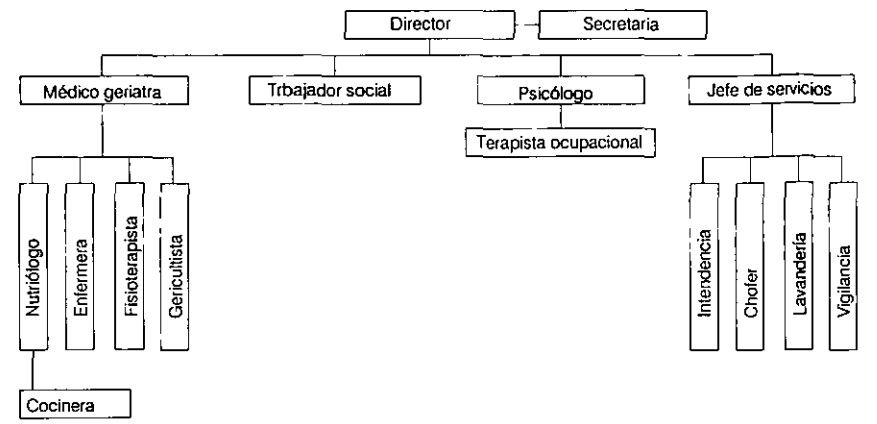 Director
Secretaria
Médico geriatra
Trbajador social
Psicólogo
Jefe de servicios
Terapista ocupacional
Nutriólogo
Enfermera
Fisioterapista
Gericultista
Intendencia
Chofer
Lavandería
Vigilancia
Cocinera